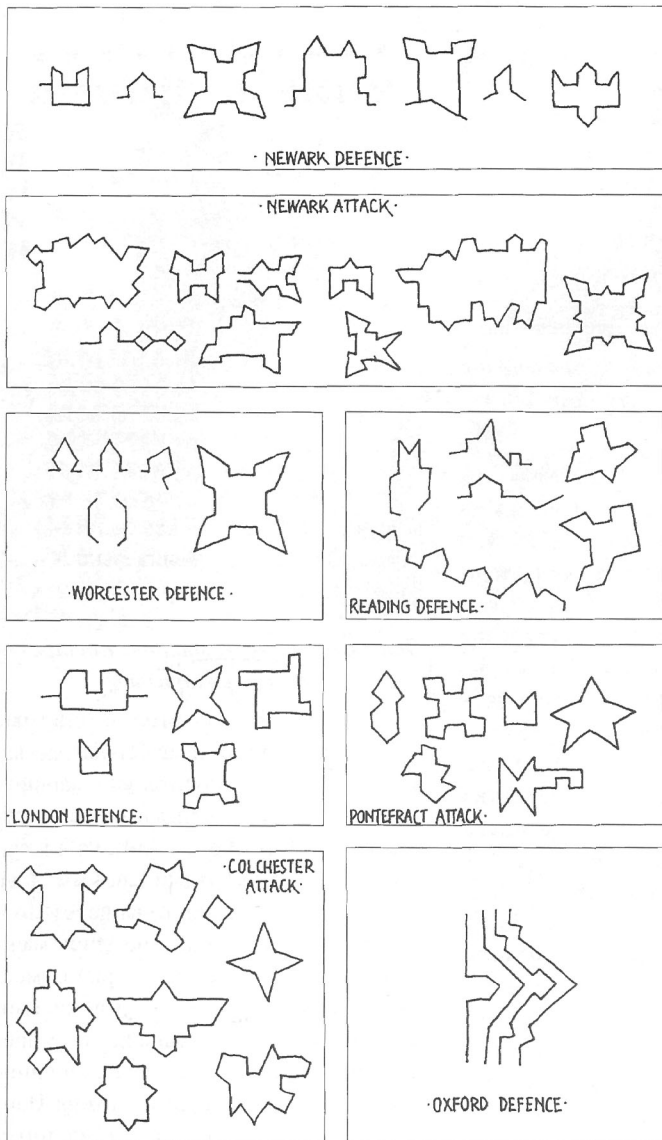 · NEWARK DEFENCE ·
· NEWARK ATTACK ·
· WORCESTER DEFENCE ·
READING DEFENCE ·
· LONDON DEFENCE ·
PONTEFRACT ATTACK ·
· COLCHESTER
ATTACK ·
· OXFORD DEFENCE ·